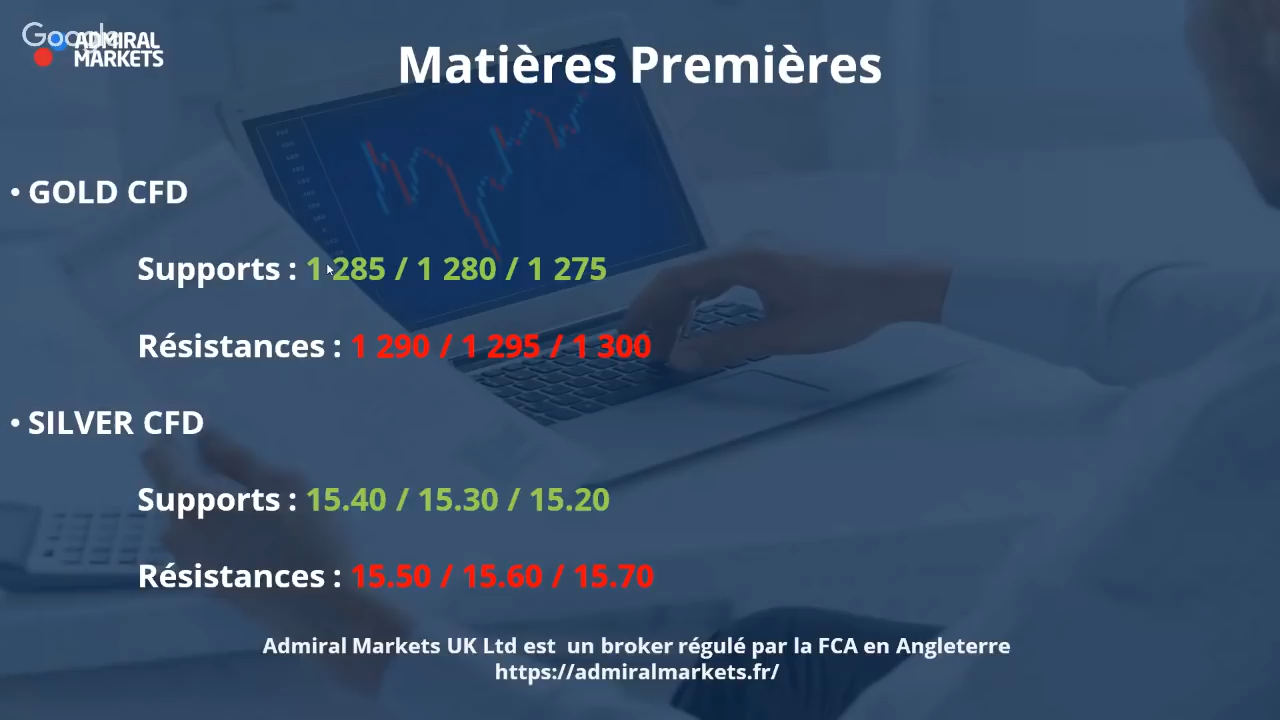 Google
ADMIRAL
MARKETS
Matières Premières
• GOLD CFD
Supports : 1 285 / 1 280 / 1 275
Résistances : 1 290 / 1 295 / 1 300
• SILVER CFD
Supports : 15.40 / 15.30 / 15.20
Résistances : 15.50 / 15.60 / 15.70
Admiral Markets UK Ltd est un broker régulé par la FCA en Angleterre
https://admiralmarkets.fr/